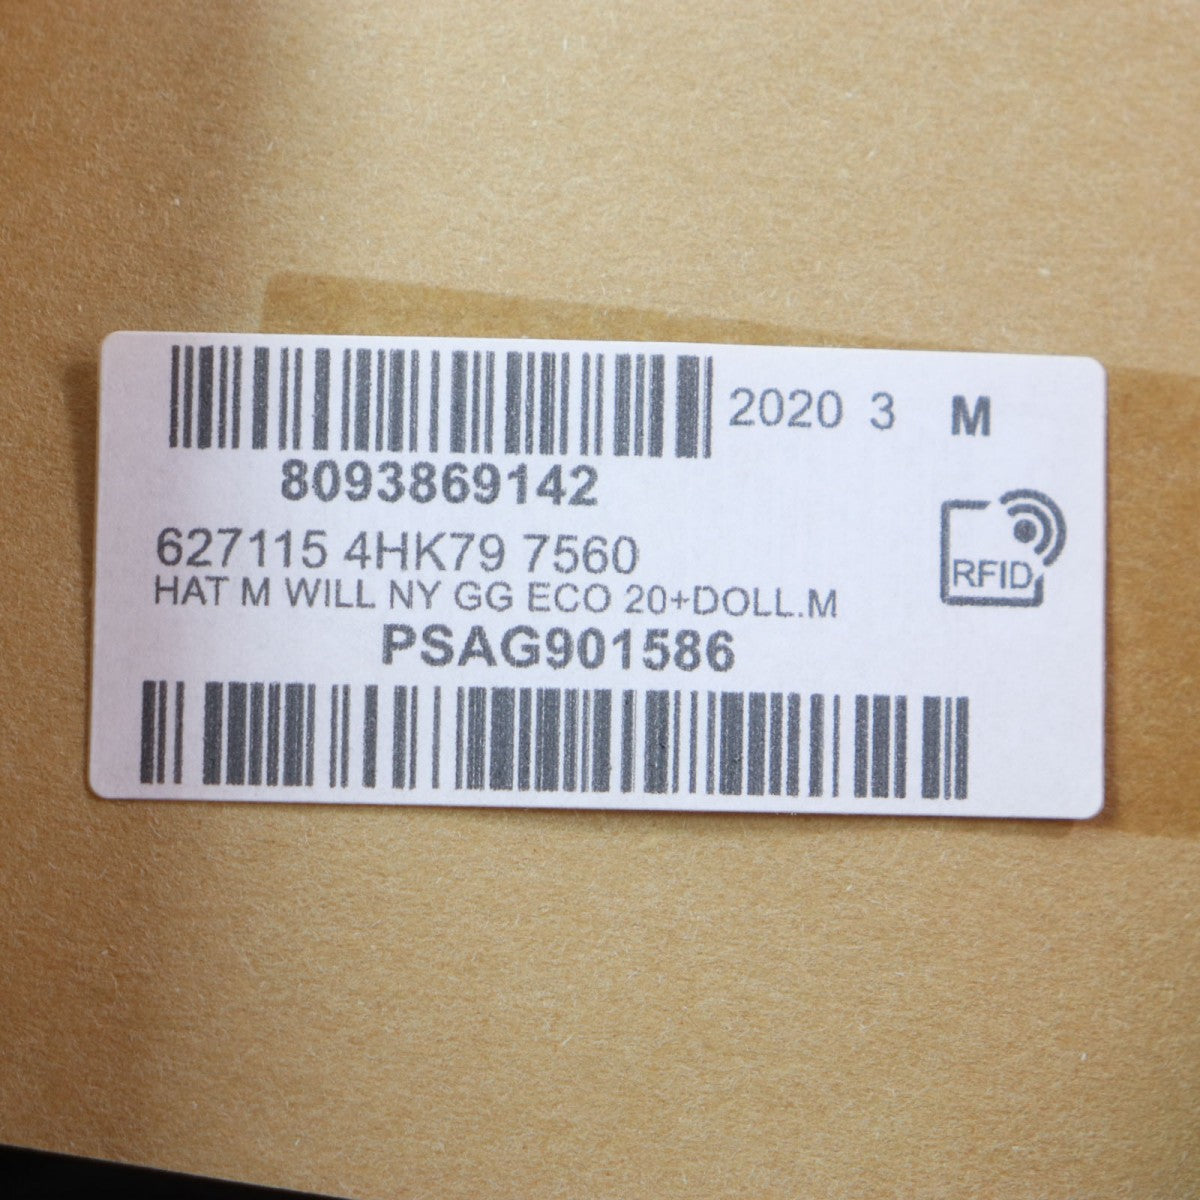 2020 3 M
8093869142
627115 4HK79 7560
HAT M WILL NY GG ECO 20+DOLL.M
RFID
PSAG901586